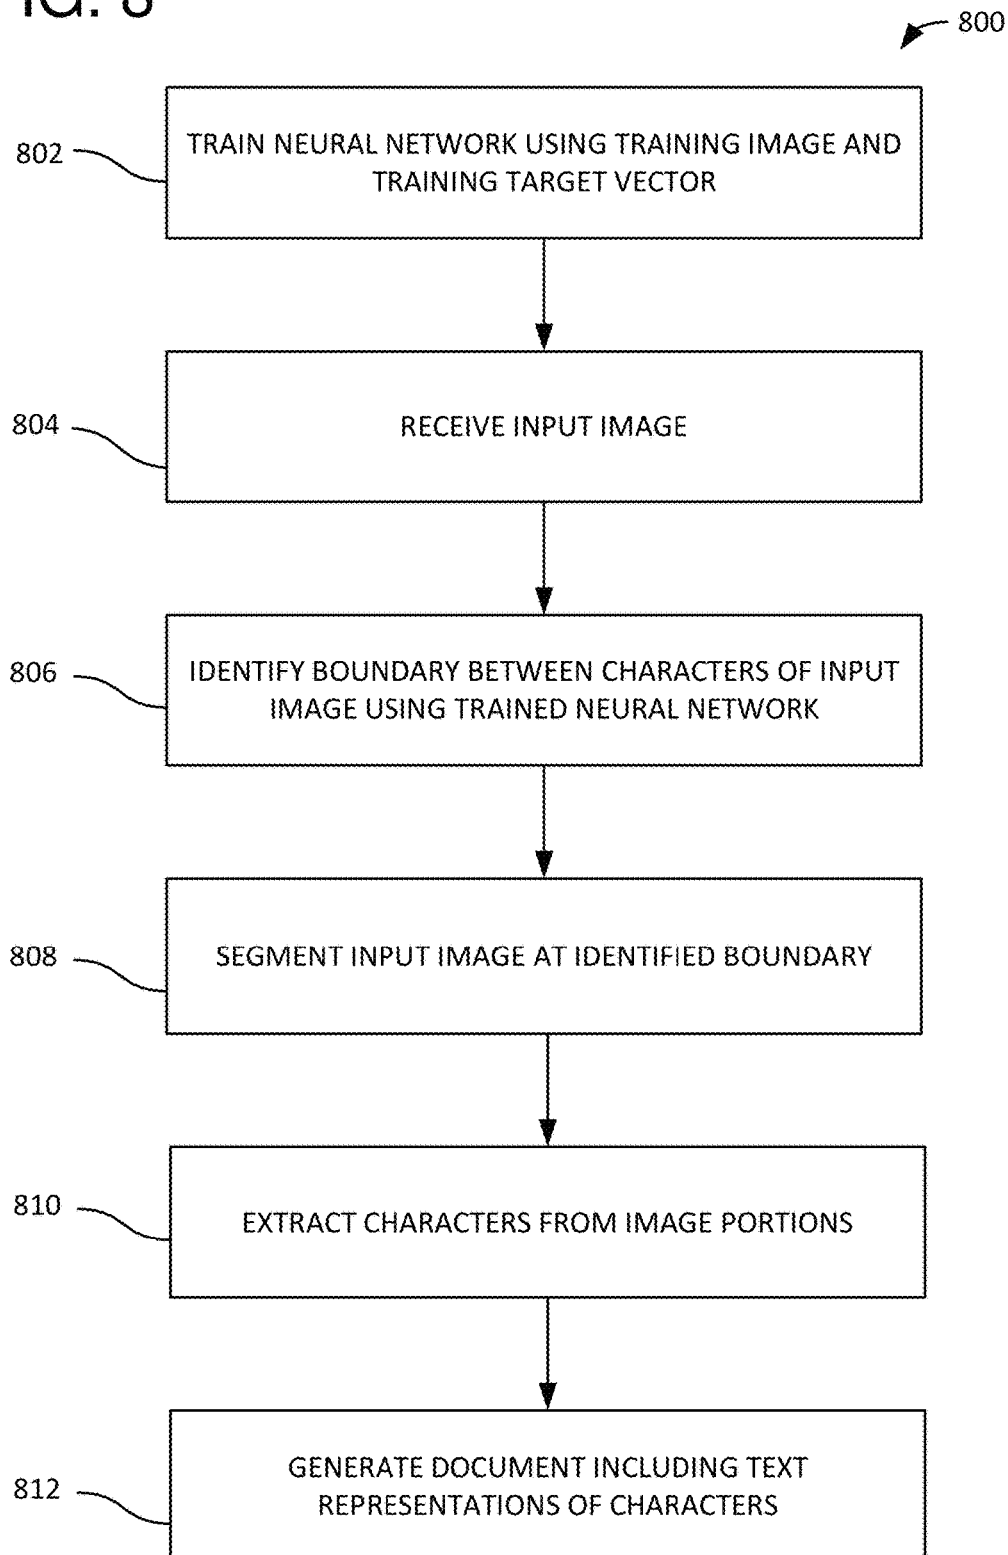 IG. 8
800
802
TRAIN NEURAL NETWORK USING TRAINING IMAGE AND
TRAINING TARGET VECTOR
804
RECEIVE INPUT IMAGE
806
IDENTIFY BOUNDARY BETWEEN CHARACTERS OF INPUT
IMAGE USING TRAINED NEURAL NETWORK
808
SEGMENT INPUT IMAGE AT IDENTIFIED BOUNDARY
810
EXTRACT CHARACTERS FROM IMAGE PORTIONS
812
GENERATE DOCUMENT INCLUDING TEXT
REPRESENTATIONS OF CHARACTERS